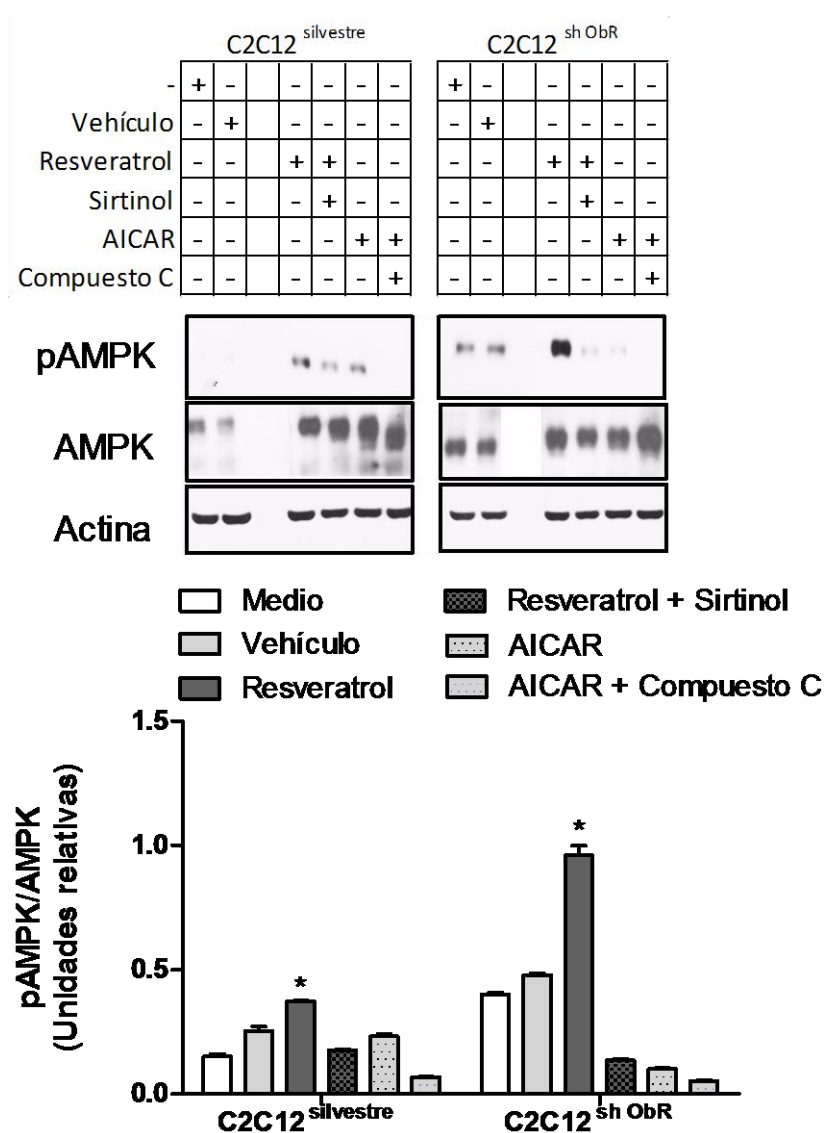 C2C12 silvestre C2C12 sh ObR
- + - - - - - + - - - - -
Vehículo - + - - - - - + - - - -
Resveratrol - - + + - - - - + + - -
Sirtinol - - - + - - - - - + - -
AICAR - - - - + + - - - - + +
Compuesto C - - - - - + - - - - - +
pAMPK
AMPK
Actina
Medio Resveratrol + Sirtinol
Vehículo AICAR
Resveratrol AICAR + Compuesto C
pAMPK/AMPK
(Unidades relativas)
1.5
1.0
0.5
0.0
* *
C2C12 silvestre C2C12 sh ObR